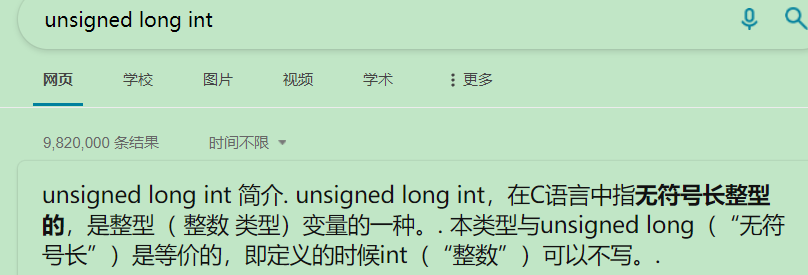 unsigned long int
网页 学校 图片 视频 学术 更多
9,820,000 条结果 时间不限
unsigned long int 简介. unsigned long int，在C语言中指无符号长整型
的，是整型（ 整数 类型）变量的一种。. 本类型与unsigned long（“无符
号长”）是等价的，即定义的时候int（“整数”）可以不写。.